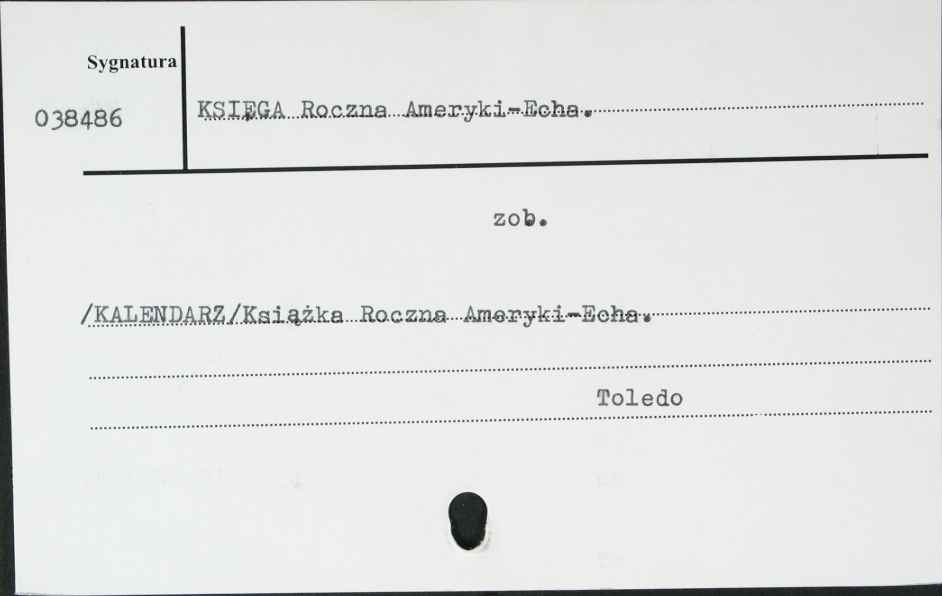 Sygnatura
038486
KSIĘGA Roczna Ameryki-Echa.
zob.
/KALENDARZ/Książka Roczna Ameryki-Echa.
Toledo